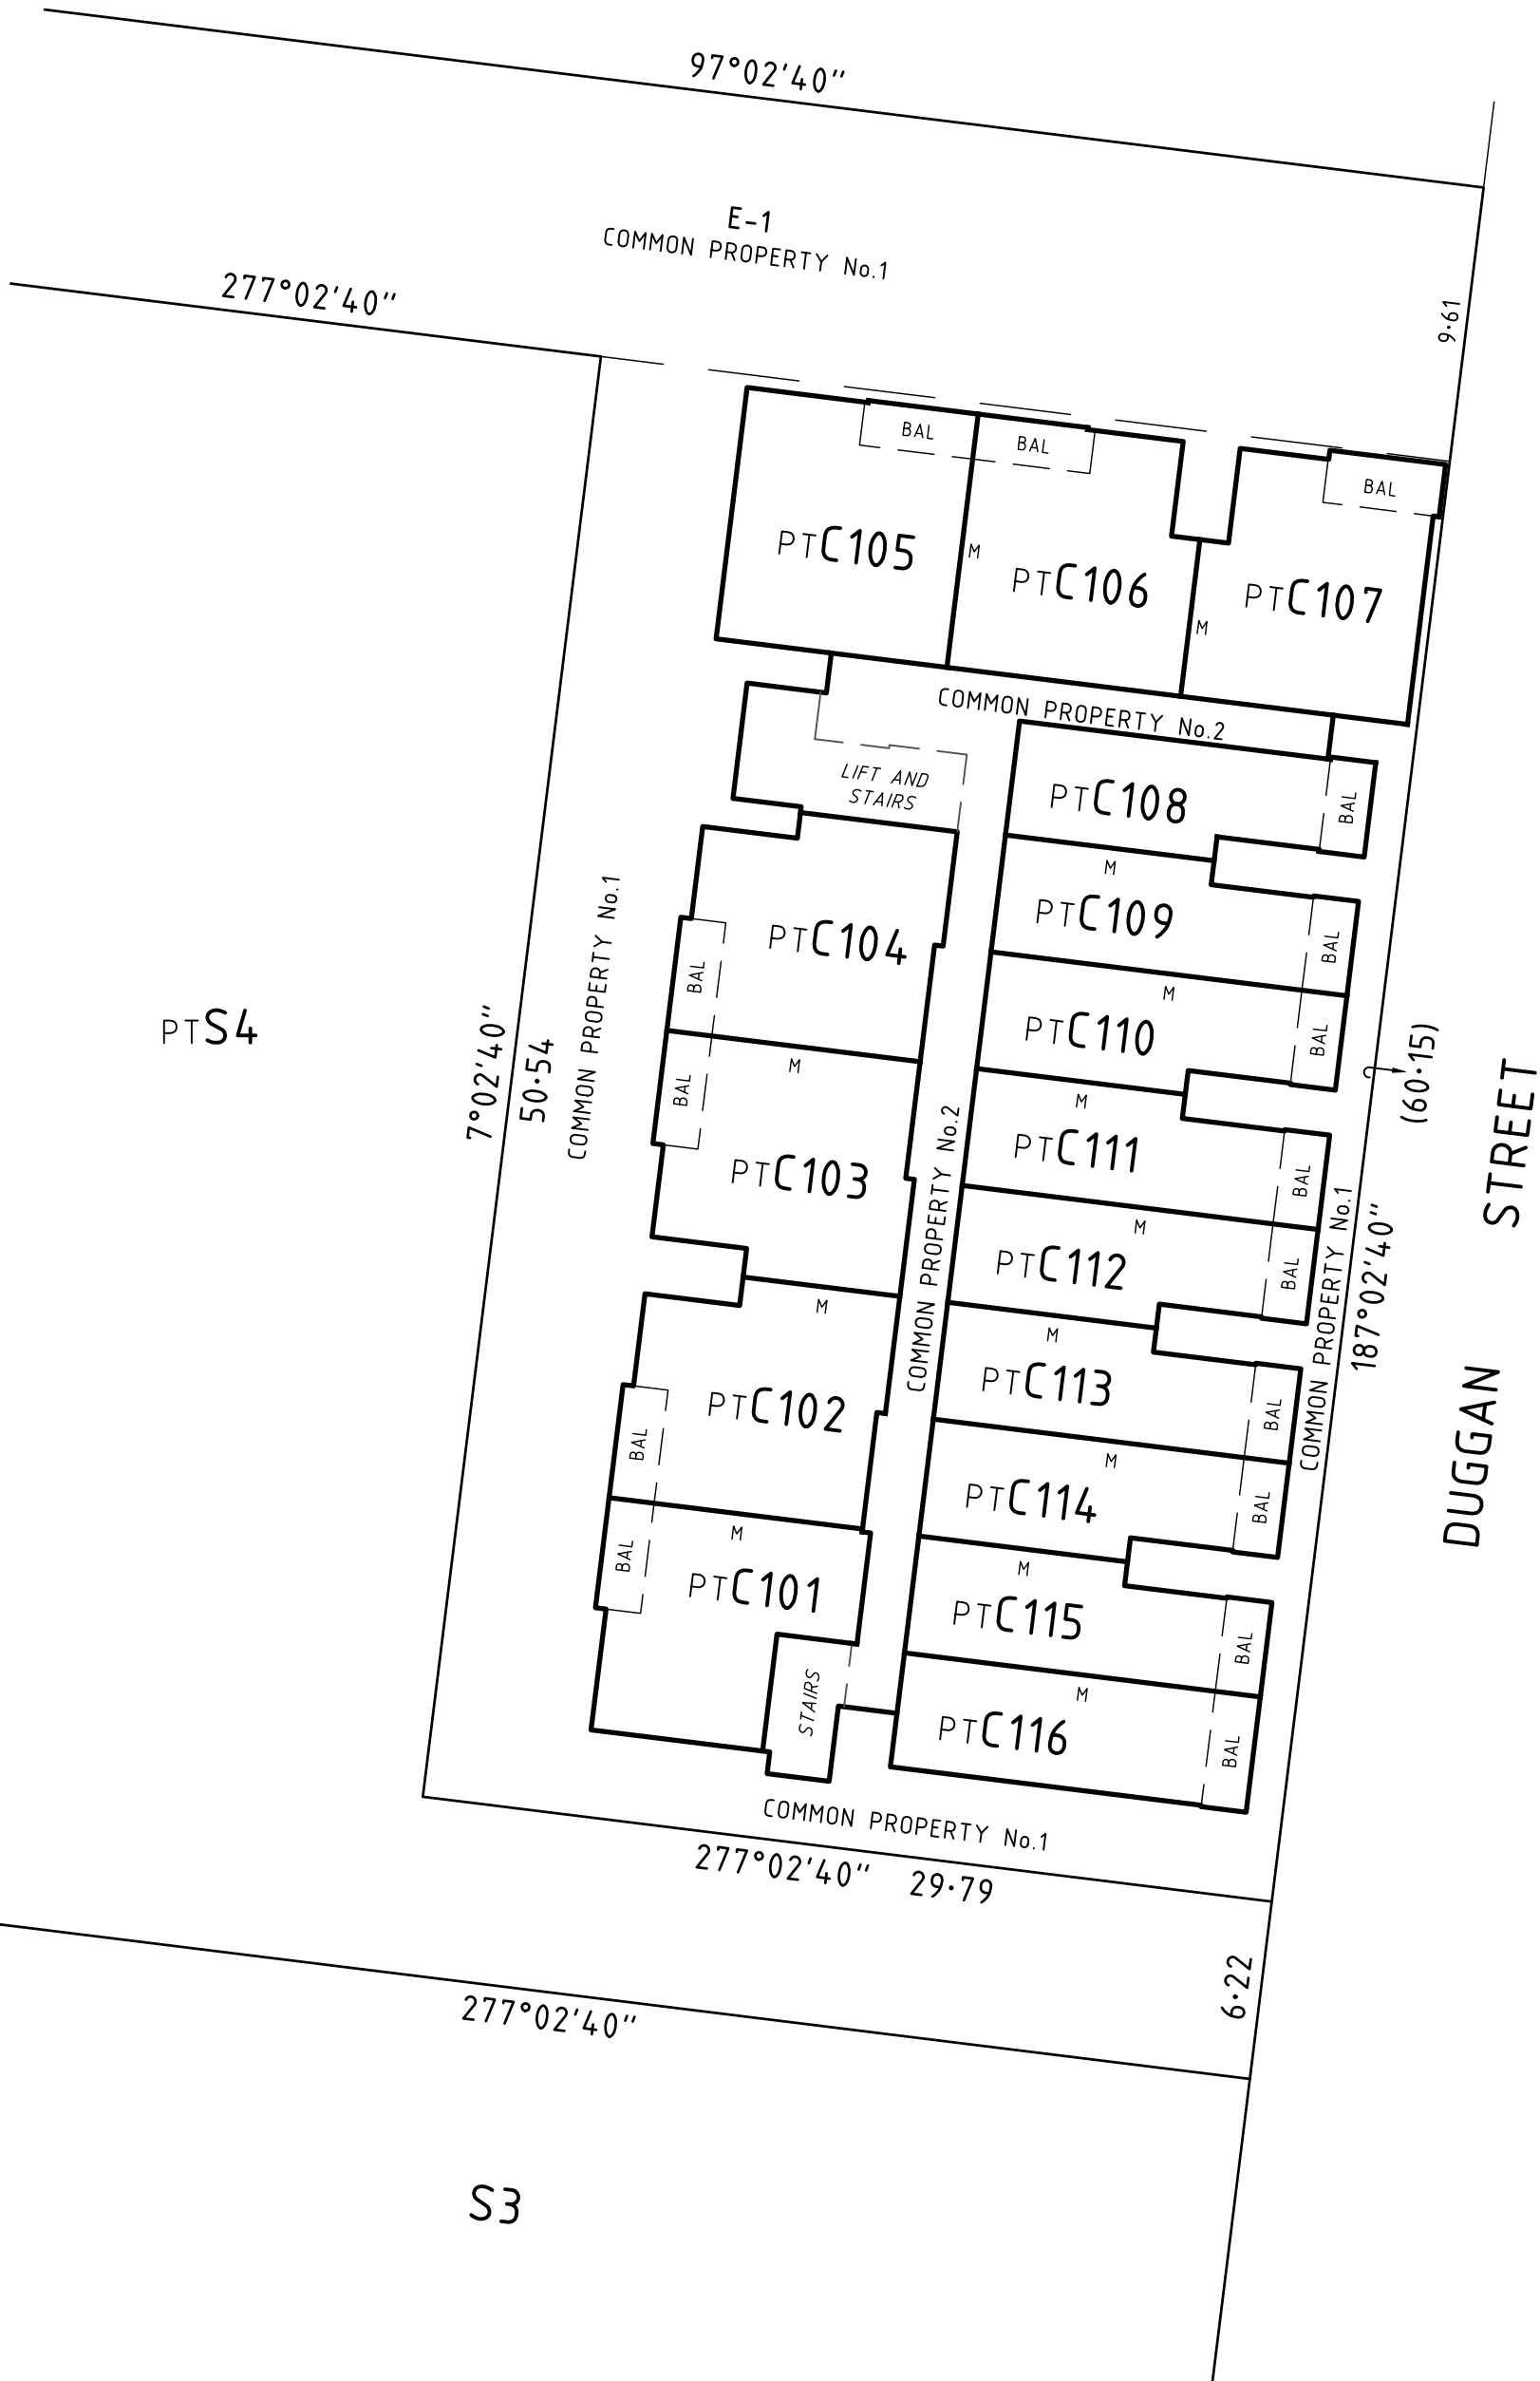 97°02'40"
E-1
COMMON PROPERTY No.1
277°02'40"
9·61
BAL
BAL
BAL
PTC105
M
PTC106
M
PTC107
COMMON PROPERTY No.2
LIFT AND
STAIRS
PTC108
BAL
M
PTC109
BAL
PTC104
BAL
M
PTC110
BAL
COMMON PROPERTY No.1
PTS4
7°02'40"
50·54
M
BAL
PTC103
M
PTC111
BAL
(60·15)
COMMON PROPERTY No.2
M
PTC112
BAL
COMMON PROPERTY No.1
187°02'40"
DUGGAN STREET
M
PTC102
BAL
M
PTC113
BAL
M
PTC114
BAL
M
BAL
PTC101
M
PTC115
BAL
STAIRS
M
PTC116
BAL
COMMON PROPERTY No.1
277°02'40" 29·79
6·22
277°02'40"
S3